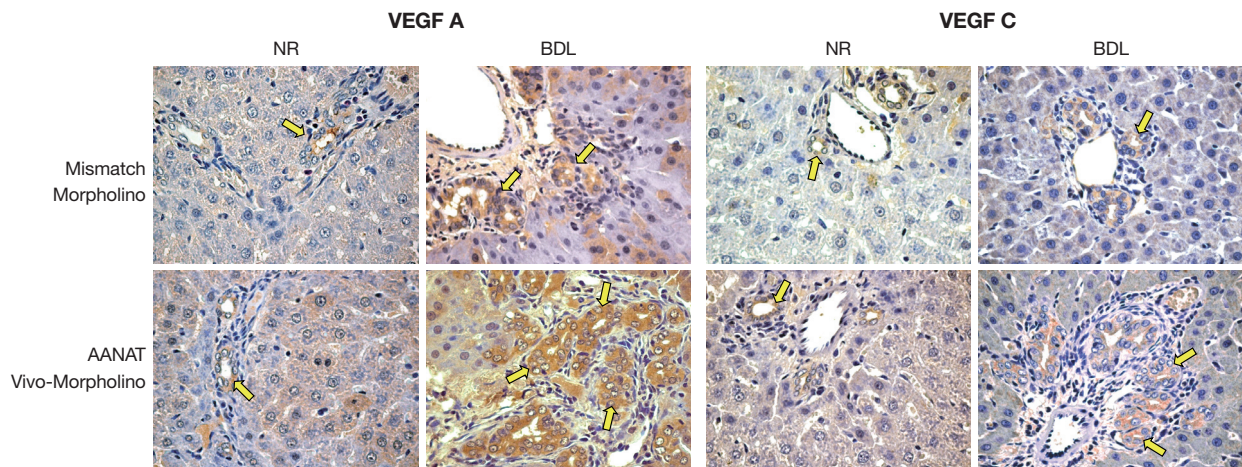 VEGF A
VEGF C
NR
BDL
NR
BDL
Mismatch
Morpholino
AANAT
Vivo-Morpholino